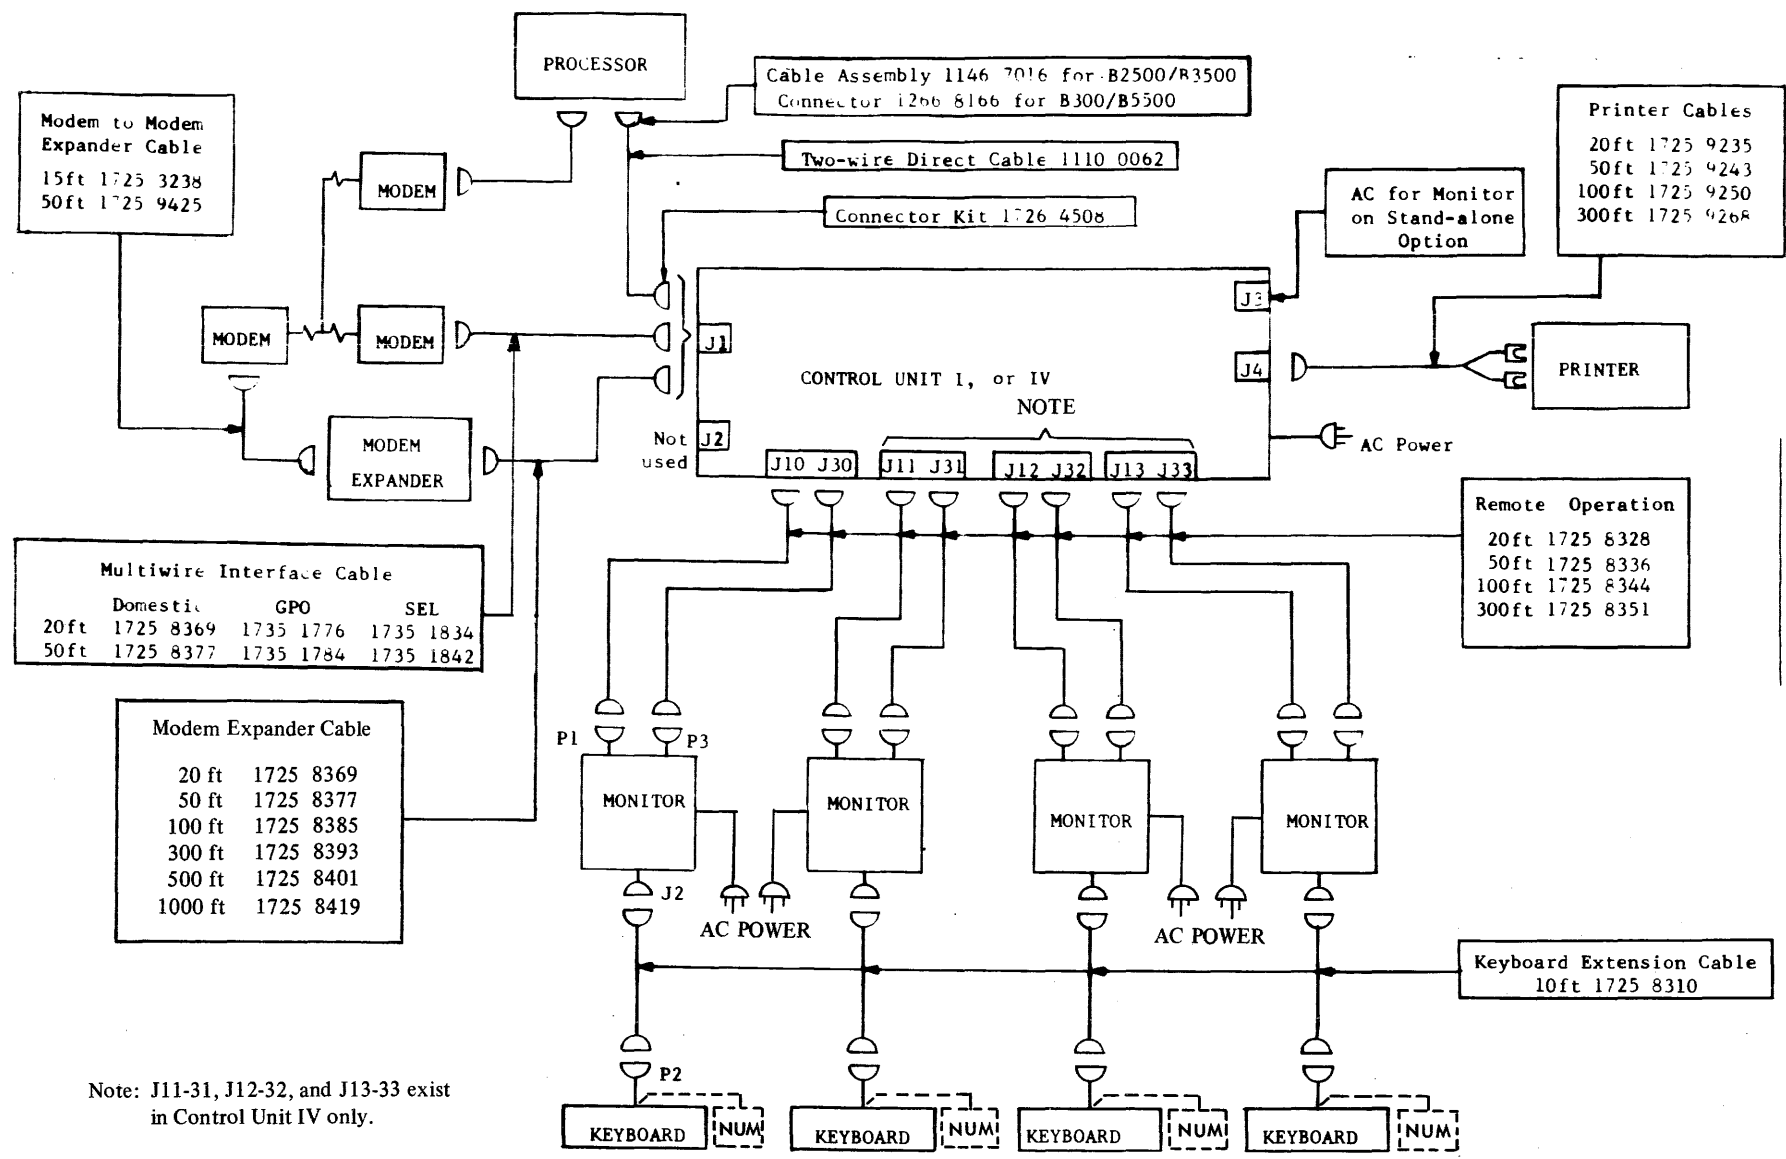 PROCESSOR
Cable Assembly 1146 7016 for B2500/B3500
Connector 1266 8166 for B300/B5500
Two-wire Direct Cable 1110 0062
Connector Kit 1726 4508
Modem to Modem
Expander Cable
15ft 1725 3238
50ft 1725 9425
MODEM
MODEM
MODEM
MODEM
EXPANDER
Printer Cables
20ft 1725 9235
50ft 1725 9243
100ft 1725 9250
300ft 1725 9268
AC for Monitor
on Stand-alone
Option
J3
J1
J4
J2
Not
used
CONTROL UNIT I, or IV
NOTE
PRINTER
AC Power
J10 J30
J11 J31
J12 J32
J13 J33
Remote Operation
20ft 1725 8328
50ft 1725 8336
100ft 1725 8344
300ft 1725 8351
Multiwire Interface Cable
Domestic GPO SEL
20ft 1725 8369 1735 1776 1735 1834
50ft 1725 8377 1735 1784 1735 1842
Modem Expander Cable
20 ft 1725 8369
50 ft 1725 8377
100 ft 1725 8385
300 ft 1725 8393
500 ft 1725 8401
1000 ft 1725 8419
P1
P3
MONITOR
MONITOR
MONITOR
MONITOR
J2
AC POWER
AC POWER
Keyboard Extension Cable
10ft 1725 8310
P2
KEYBOARD
NUM
KEYBOARD
NUM
KEYBOARD
NUM
KEYBOARD
NUM
Note: J11-31, J12-32, and J13-33 exist
in Control Unit IV only.